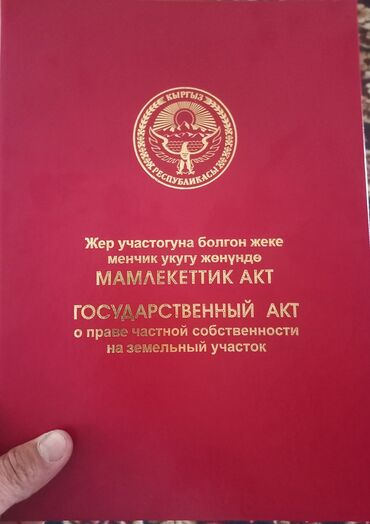 КЫРГЫЗ
РЕСПУБЛИКАСЫ
Жер участогуна болгон жеке
менчик укугу жөнүндө
МАМЛЕКЕТТИК АКТ
ГОСУДАРСТВЕННЫЙ АКТ
о праве частной собственности
на земельный участок